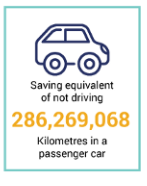 Saving equivalent
of not driving
286,269,068
Kilometres in a
passenger car